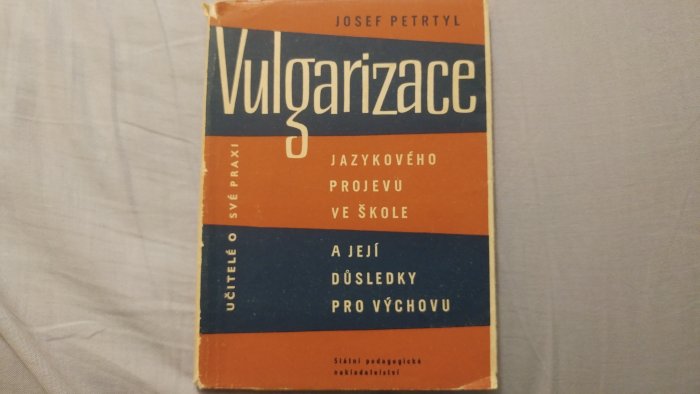 JOSEF PETRTYL
Vulgarizace
JAZYKOVÉHO
PROJEVU
VE ŠKOLE
A JEJÍ
DŮSLEDKY
PRO VÝCHOVU
UČITELÉ O SVÉ PRAXI
Státní pedagogické
nakladatelství